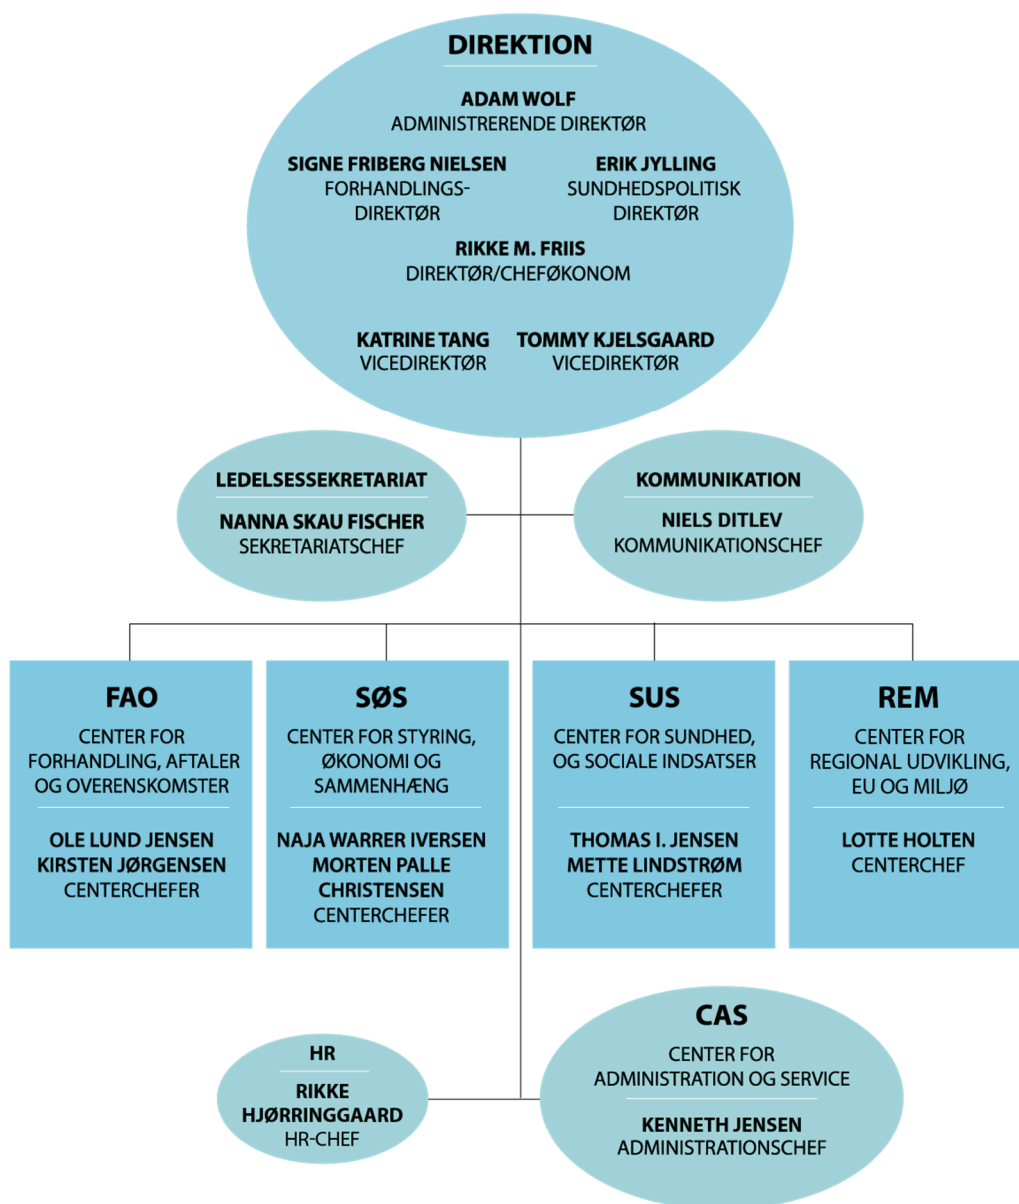 DIREKTION
ADAM WOLF
ADMINISTRERENDE DIREKTØR
SIGNE FRIBERG NIELSEN
FORHANDLINGS-
DIREKTØR
ERIK JYLLING
SUNDHEDSPOLITISK
DIREKTØR
RIKKE M. FRIIS
DIREKTØR/CHEFØKONOM
KATRINE TANG
VICEDIREKTØR
TOMMY KJELSGAARD
VICEDIREKTØR
LEDELSESSEKRETARIAT
NANNA SKAU FISCHER
SEKRETARIATSCHEF
KOMMUNIKATION
NIELS DITLEV
KOMMUNIKATIONSCHEF
FAO
CENTER FOR
FORHANDLING, AFTALER
OG OVERENSKOMSTER
OLE LUND JENSEN
KIRSTEN JØRGENSEN
CENTERCHEFER
SØS
CENTER FOR STYRING,
ØKONOMI OG
SAMMENHÆNG
NAJA WARRER IVERSEN
MORTEN PALLE
CHRISTENSEN
CENTERCHEFER
SUS
CENTER FOR SUNDHED,
OG SOCIALE INDSATSER
THOMAS I. JENSEN
METTE LINDSTRØM
CENTERCHEFER
REM
CENTER FOR
REGIONAL UDVIKLING,
EU OG MILJØ
LOTTE HOLTEN
CENTERCHEF
HR
RIKKE
HJØRRINGGAARD
HR-CHEF
CAS
CENTER FOR
ADMINISTRATION OG SERVICE
KENNETH JENSEN
ADMINISTRATIONSCHEF